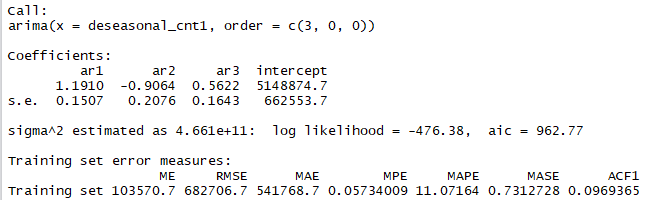 Call:
arima(x = deseasonal_cnt1, order = c(3, 0, 0))
Coefficients:
ar1 ar2 ar3 intercept
1.1910 -0.9064 0.5622 5148874.7
s.e. 0.1507 0.2076 0.1643 662553.7
sigma^2 estimated as 4.661e+11: log likelihood = -476.38, aic = 962.77
Training set error measures:
ME RMSE MAE MPE MAPE MASE ACF1
Training set 103570.7 682706.7 541768.7 0.05734009 11.07164 0.7312728 0.0969365